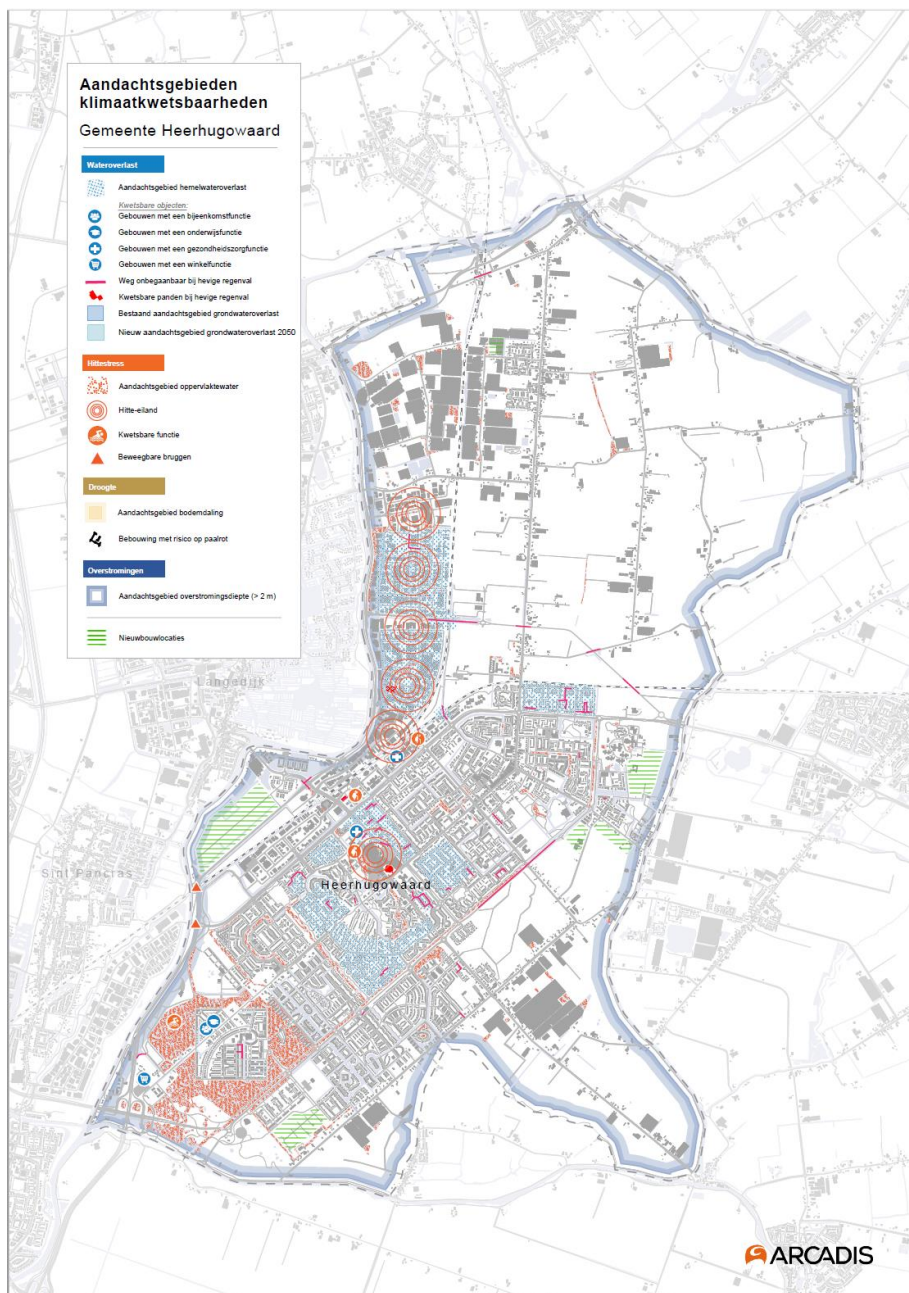 Aandachtsgebieden
klimaatkwetsbaarheden
Gemeente Heerhugowaard
Wateroverlast
Aandachtsgebied hemelwateroverlast
Kwetsbare objecten:
Gebouwen met een bijeenkomstfunctie
Gebouwen met een onderwijsfunctie
Gebouwen met een gezondheidszorgfunctie
Gebouwen met een winkelfunctie
Weg onbegaanbaar bij hevige regenval
Kwetsbare panden bij hevige regenval
Bestaand aandachtsgebied grondwateroverlast
Nieuw aandachtsgebied grondwateroverlast 2050
Hittestress
Aandachtsgebied oppervlaktewater
Hitte-eiland
Kwetsbare functie
Beweegbare bruggen
Droogte
Aandachtsgebied bodemdaling
Bebouwing met risico op paalrot
Overstromingen
Aandachtsgebied overstromingsdiepte (> 2 m)
Nieuwbouwlocaties
Langedijk
Sint Pancras
Heerhugowaard
ARCADIS